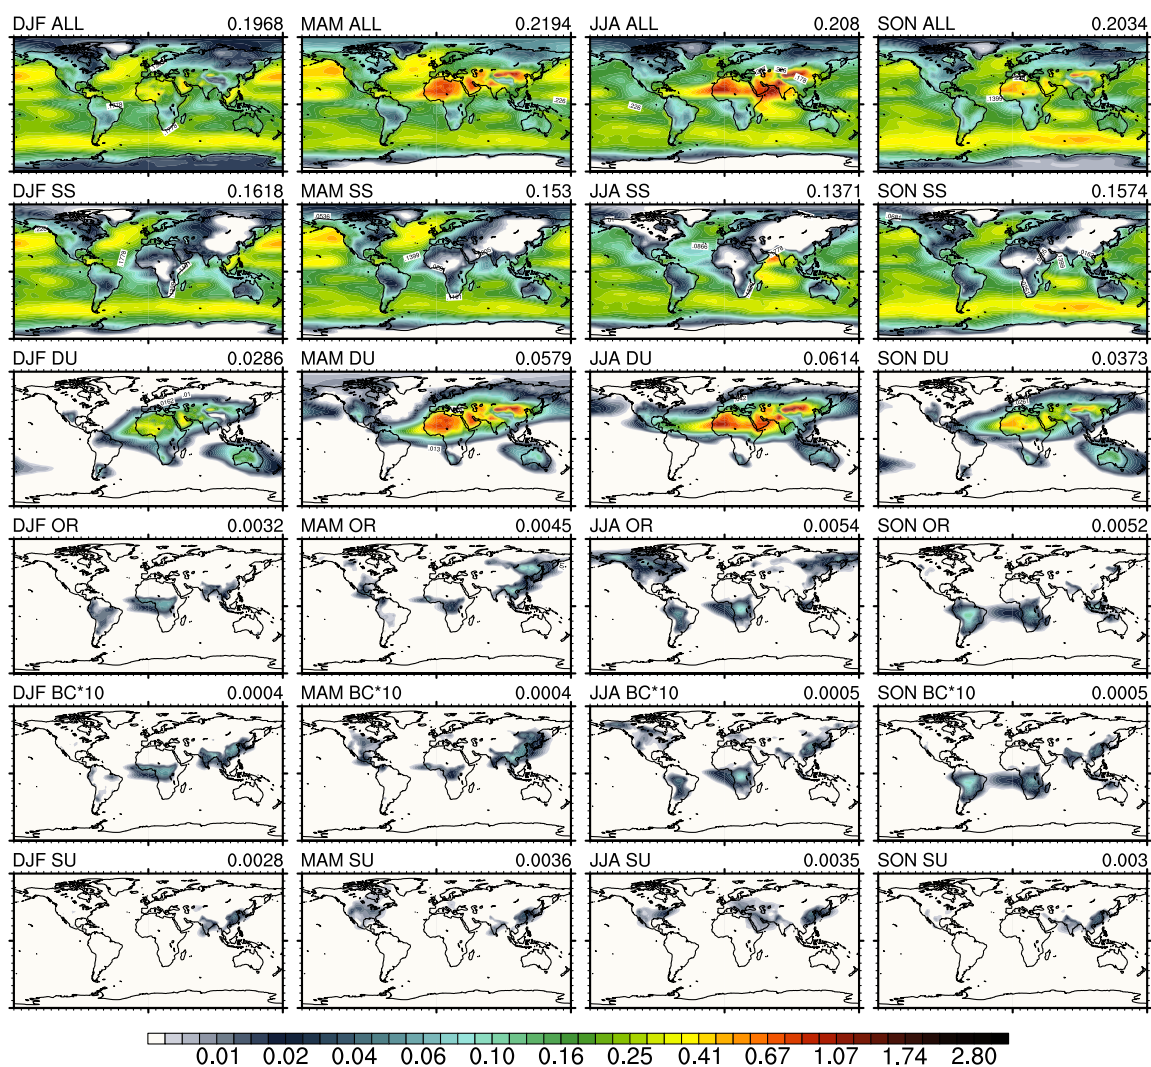 DJF ALL 0.1968 MAM ALL 0.2194 JJA ALL 0.208 SON ALL 0.2034
DJF SS 0.1618 MAM SS 0.153 JJA SS 0.1371 SON SS 0.1574
DJF DU 0.0286 MAM DU 0.0579 JJA DU 0.0614 SON DU 0.0373
DJF OR 0.0032 MAM OR 0.0045 JJA OR 0.0054 SON OR 0.0052
DJF BC*10 0.0004 MAM BC*10 0.0004 JJA BC*10 0.0005 SON BC*10 0.0005
DJF SU 0.0028 MAM SU 0.0036 JJA SU 0.0035 SON SU 0.003
0.01 0.02 0.04 0.06 0.10 0.16 0.25 0.41 0.67 1.07 1.74 2.80